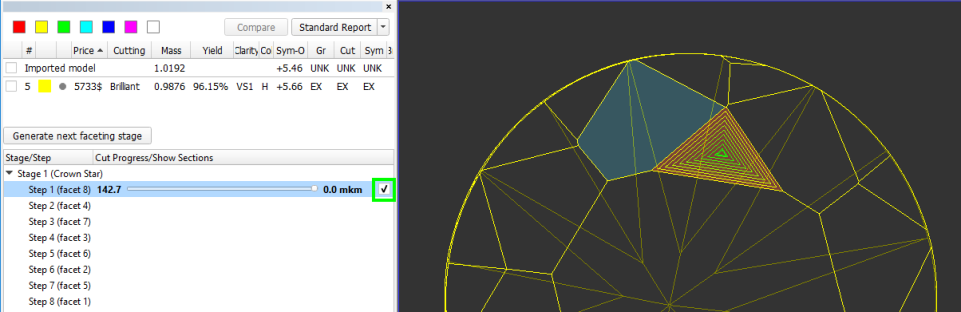 ×
Compare Standard Report
# Price Cutting Mass Yield Clarity Co Sym-O Gr Cut Sym
Imported model 1.0192 +5.46 UNK UNK UNK
5 5733$ Brilliant 0.9876 96.15% VS1 H +5.66 EX EX EX
Generate next faceting stage
Stage/Step Cut Progress/Show Sections
Stage 1 (Crown Star)
Step 1 (facet 8) 142.7 0.0 mkm
Step 2 (facet 4)
Step 3 (facet 7)
Step 4 (facet 3)
Step 5 (facet 6)
Step 6 (facet 2)
Step 7 (facet 5)
Step 8 (facet 1)